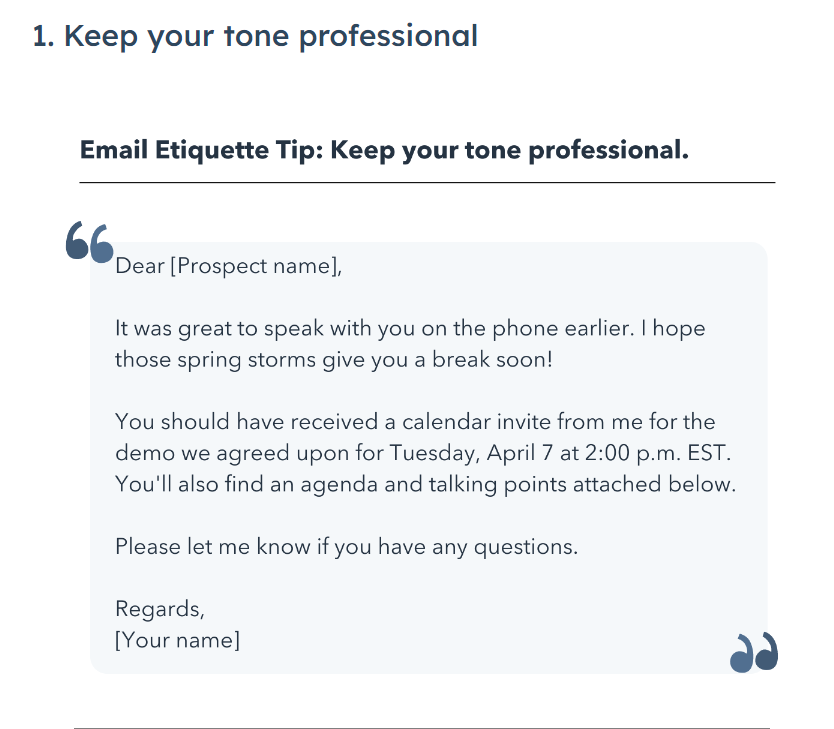 1. Keep your tone professional
Email Etiquette Tip: Keep your tone professional.
Dear [Prospect name],
It was great to speak with you on the phone earlier. I hope
those spring storms give you a break soon!
You should have received a calendar invite from me for the
demo we agreed upon for Tuesday, April 7 at 2:00 p.m. EST.
You'll also find an agenda and talking points attached below.
Please let me know if you have any questions.
Regards,
[Your name]